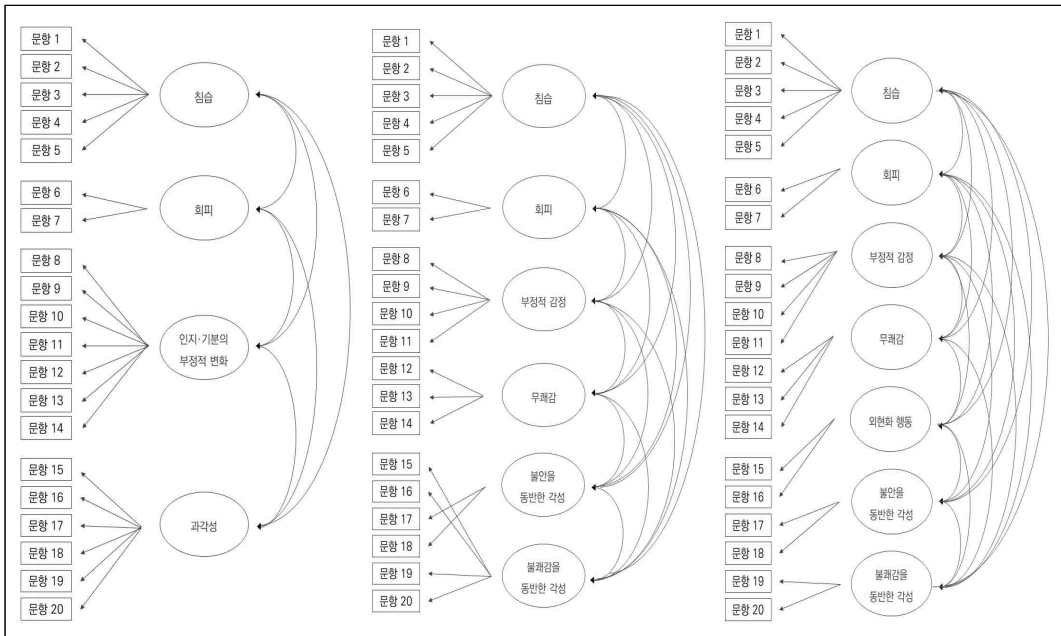 문항 1
문항 2
문항 3
문항 4
문항 5
문항 6
문항 7
문항 8
문항 9
문항 10
문항 11
문항 12
문항 13
문항 14
문항 15
문항 16
문항 17
문항 18
문항 19
문항 20
침습
회피
인지·기분의
부정적 변화
과각성
문항 1
문항 2
문항 3
문항 4
문항 5
문항 6
문항 7
문항 8
문항 9
문항 10
문항 11
문항 12
문항 13
문항 14
문항 15
문항 16
문항 17
문항 18
문항 19
문항 20
침습
회피
부정적 감정
무쾌감
불안을
동반한 각성
불쾌감을
동반한 각성
문항 1
문항 2
문항 3
문항 4
문항 5
문항 6
문항 7
문항 8
문항 9
문항 10
문항 11
문항 12
문항 13
문항 14
문항 15
문항 16
문항 17
문항 18
문항 19
문항 20
침습
회피
부정적 감정
무쾌감
외현화 행동
불안을
동반한 각성
불쾌감을
동반한 각성